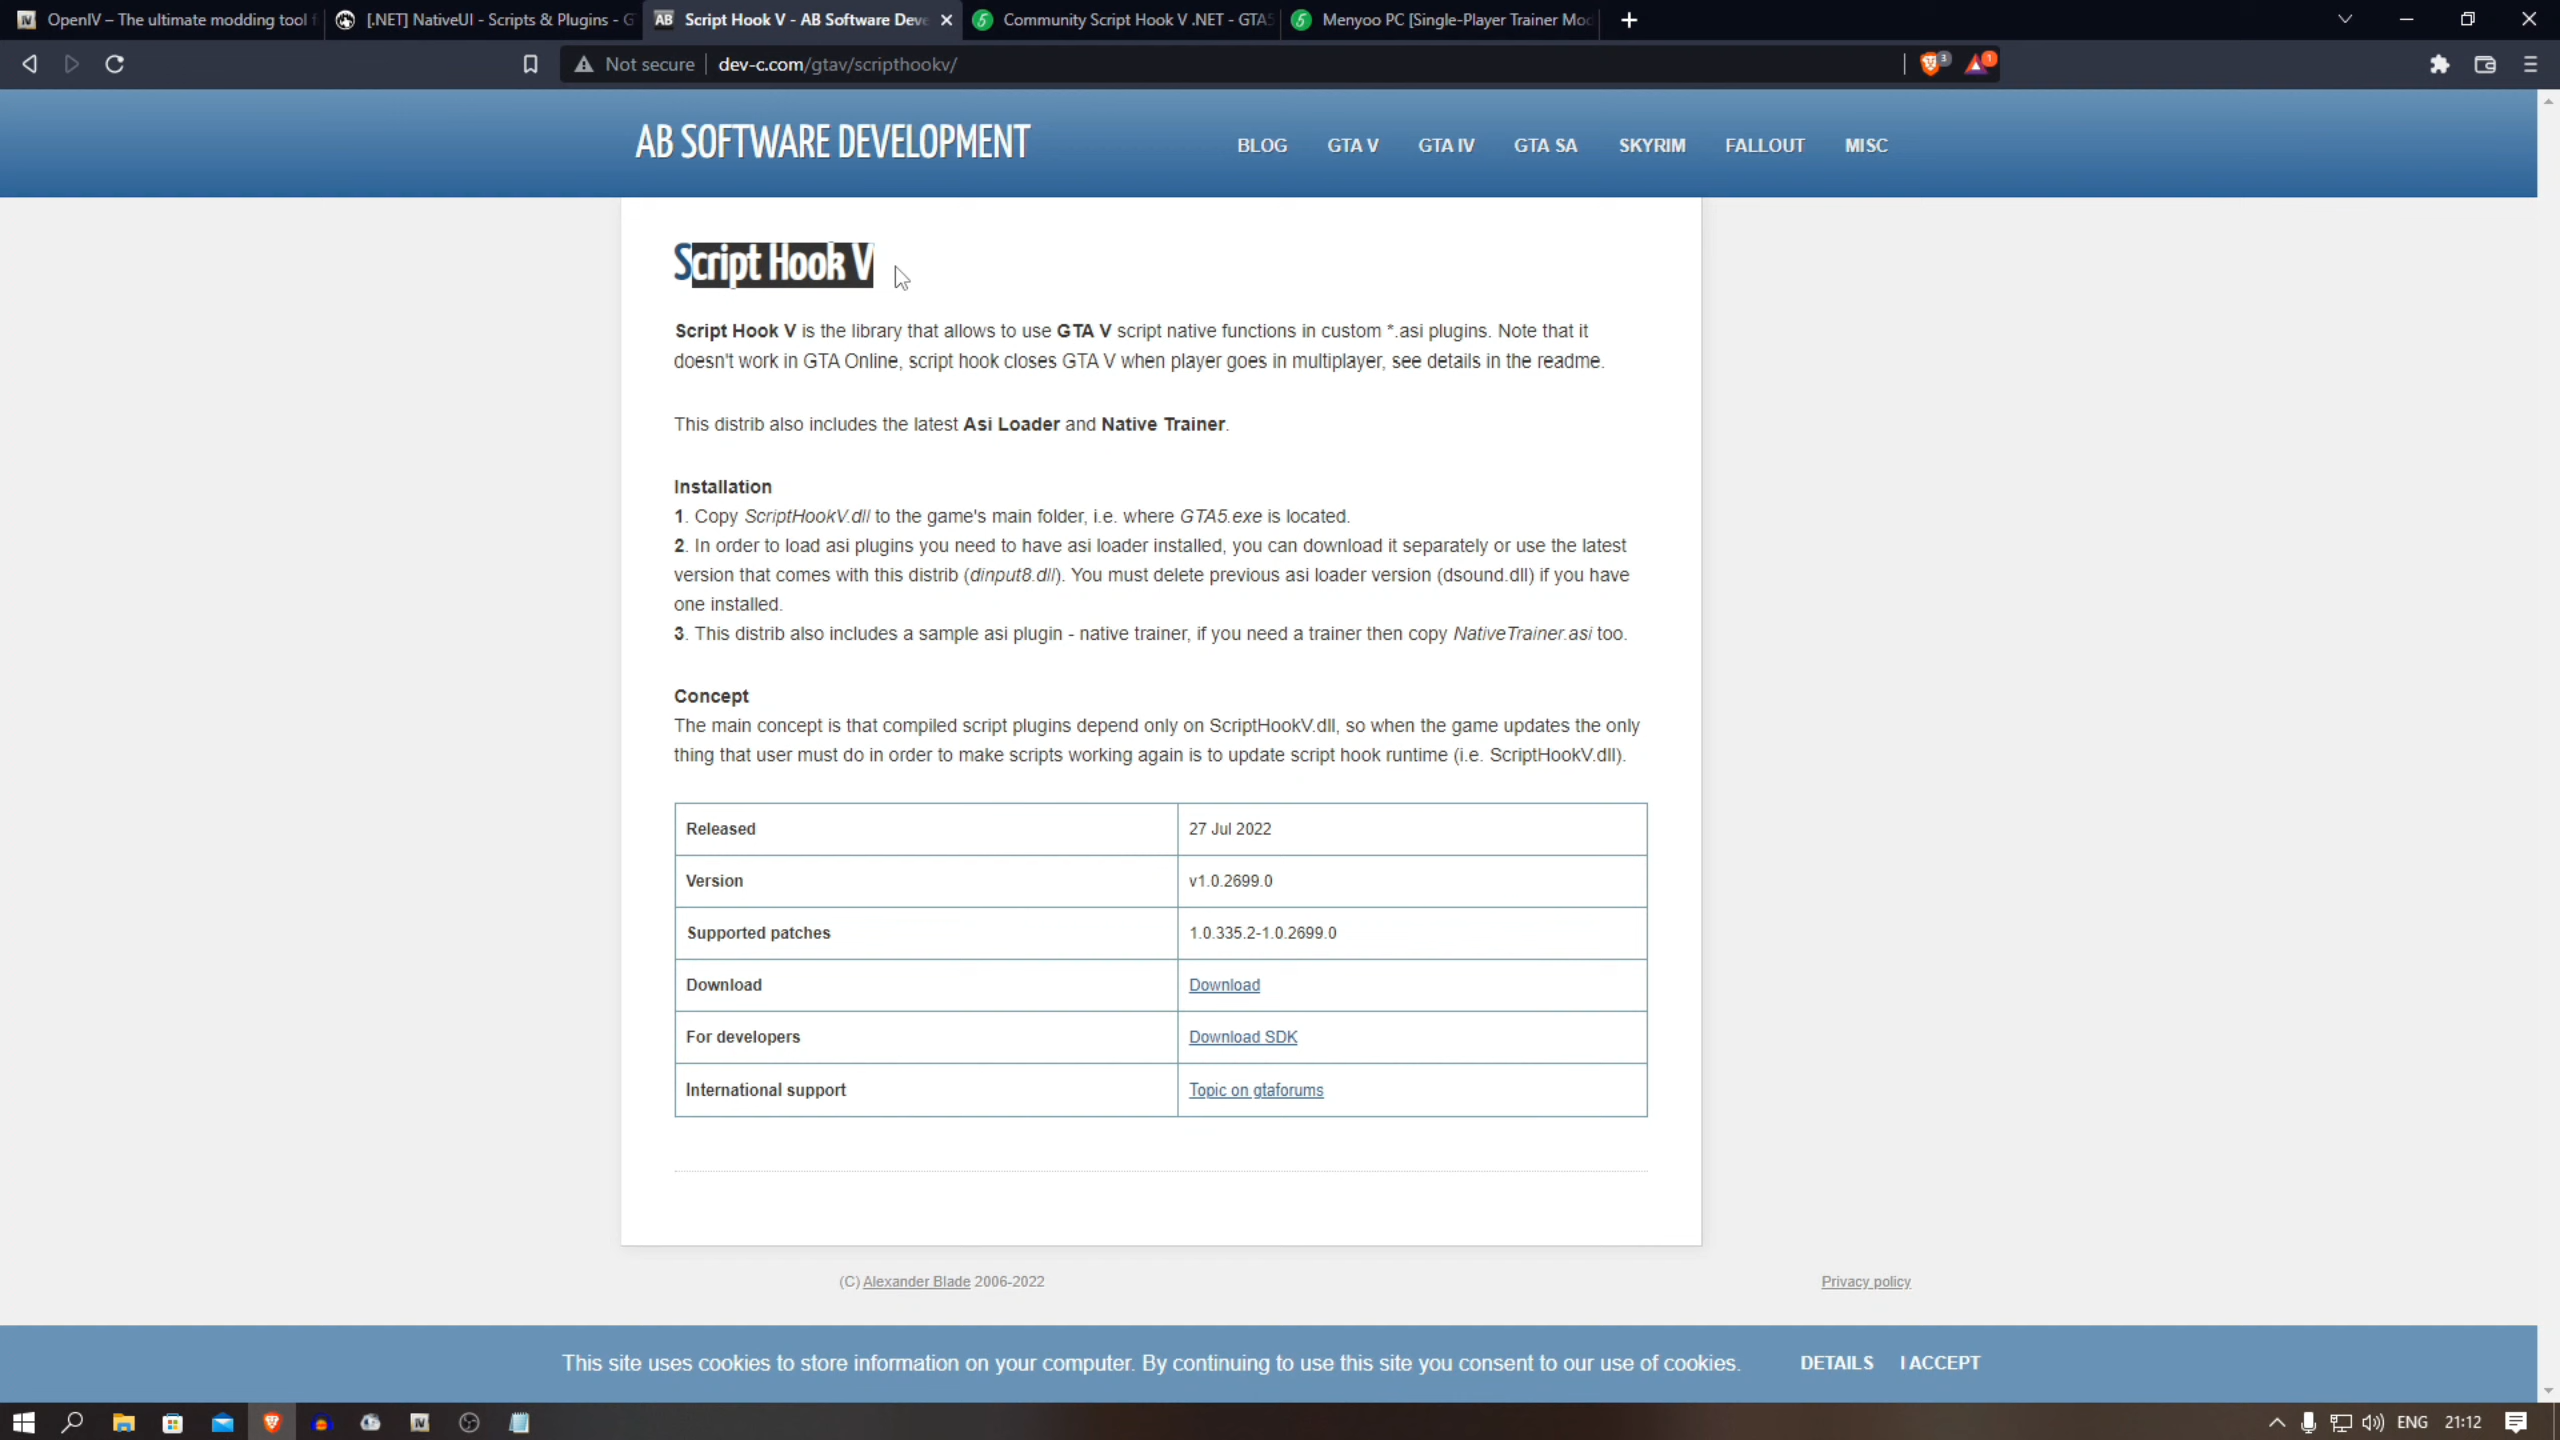 OpenIV – The ultimate modding tool f
[.NET] NativeUI - Scripts & Plugins - G
AB Script Hook V - AB Software Deve
Community Script Hook V .NET - GTA5
Menyoo PC [Single-Player Trainer Mod
Not secure
dev-c.com/gtav/scripthookv/
3
1
AB SOFTWARE DEVELOPMENT
BLOG GTA V GTA IV GTA SA SKYRIM FALLOUT MISC
Script Hook V
Script Hook V is the library that allows to use GTA V script native functions in custom *.asi plugins. Note that it
doesn't work in GTA Online, script hook closes GTA V when player goes in multiplayer, see details in the readme.
This distrib also includes the latest Asi Loader and Native Trainer.
Installation
1. Copy ScriptHookV.dll to the game's main folder, i.e. where GTA5.exe is located.
2. In order to load asi plugins you need to have asi loader installed, you can download it separately or use the latest
version that comes with this distrib (dinput8.dll). You must delete previous asi loader version (dsound.dll) if you have
one installed.
3. This distrib also includes a sample asi plugin - native trainer, if you need a trainer then copy NativeTrainer.asi too.
Concept
The main concept is that compiled script plugins depend only on ScriptHookV.dll, so when the game updates the only
thing that user must do in order to make scripts working again is to update script hook runtime (i.e. ScriptHookV.dll).
Released 27 Jul 2022
Version v1.0.2699.0
Supported patches 1.0.335.2-1.0.2699.0
Download Download
For developers Download SDK
International support Topic on gtaforums
(C) Alexander Blade 2006-2022
Privacy policy
This site uses cookies to store information on your computer. By continuing to use this site you consent to our use of cookies. DETAILS I ACCEPT
IV
ENG 21:12